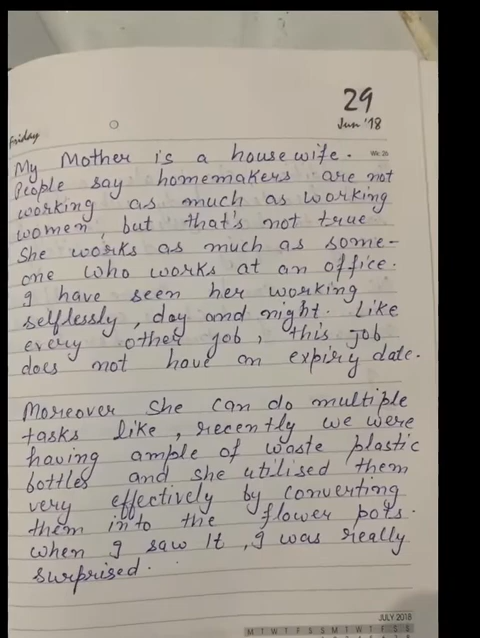 29
Jun '18
Friday
Wk 26
My Mother is a housewife.
People say homemakers are not
working as much as working
women, but that's not true
She works as much as some-
one who works at an office.
I have seen her working
selflessly, day and night. Like
every other job, this job
does not have an expiry date.
Moreover she can do multiple
tasks like, recently we were
having ample of waste plastic
bottles and she utilised them
very effectively by converting
them into the flower pots.
when I saw It, I was really
surprised.
JULY 2018
M T W T F S S M T W T F S S